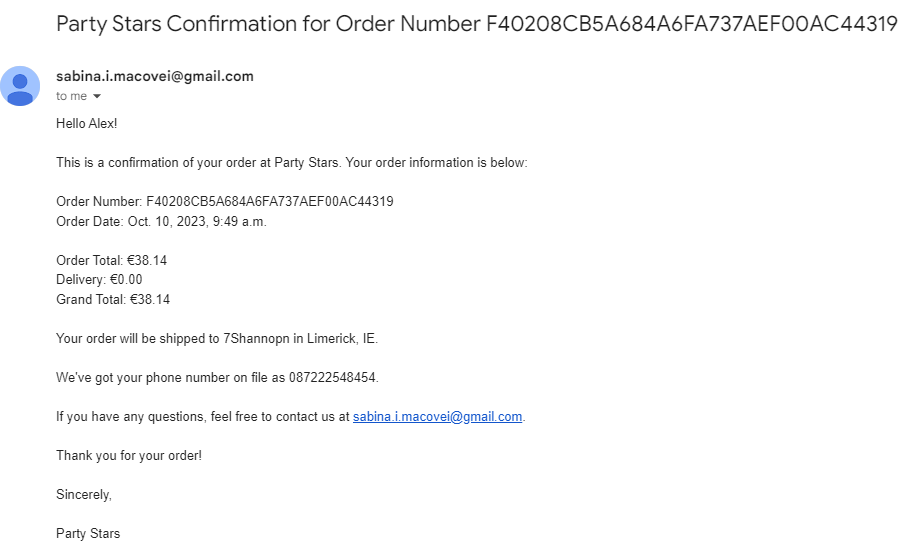 Party Stars Confirmation for Order Number F40208CB5A684A6FA737AEF00AC44319
sabina.i.macovei@gmail.com
to me
Hello Alex!
This is a confirmation of your order at Party Stars. Your order information is below:
Order Number: F40208CB5A684A6FA737AEF00AC44319
Order Date: Oct. 10, 2023, 9:49 a.m.
Order Total: €38.14
Delivery: €0.00
Grand Total: €38.14
Your order will be shipped to 7Shannopn in Limerick, IE.
We've got your phone number on file as 087222548454.
If you have any questions, feel free to contact us at sabina.i.macovei@gmail.com.
Thank you for your order!
Sincerely,
Party Stars